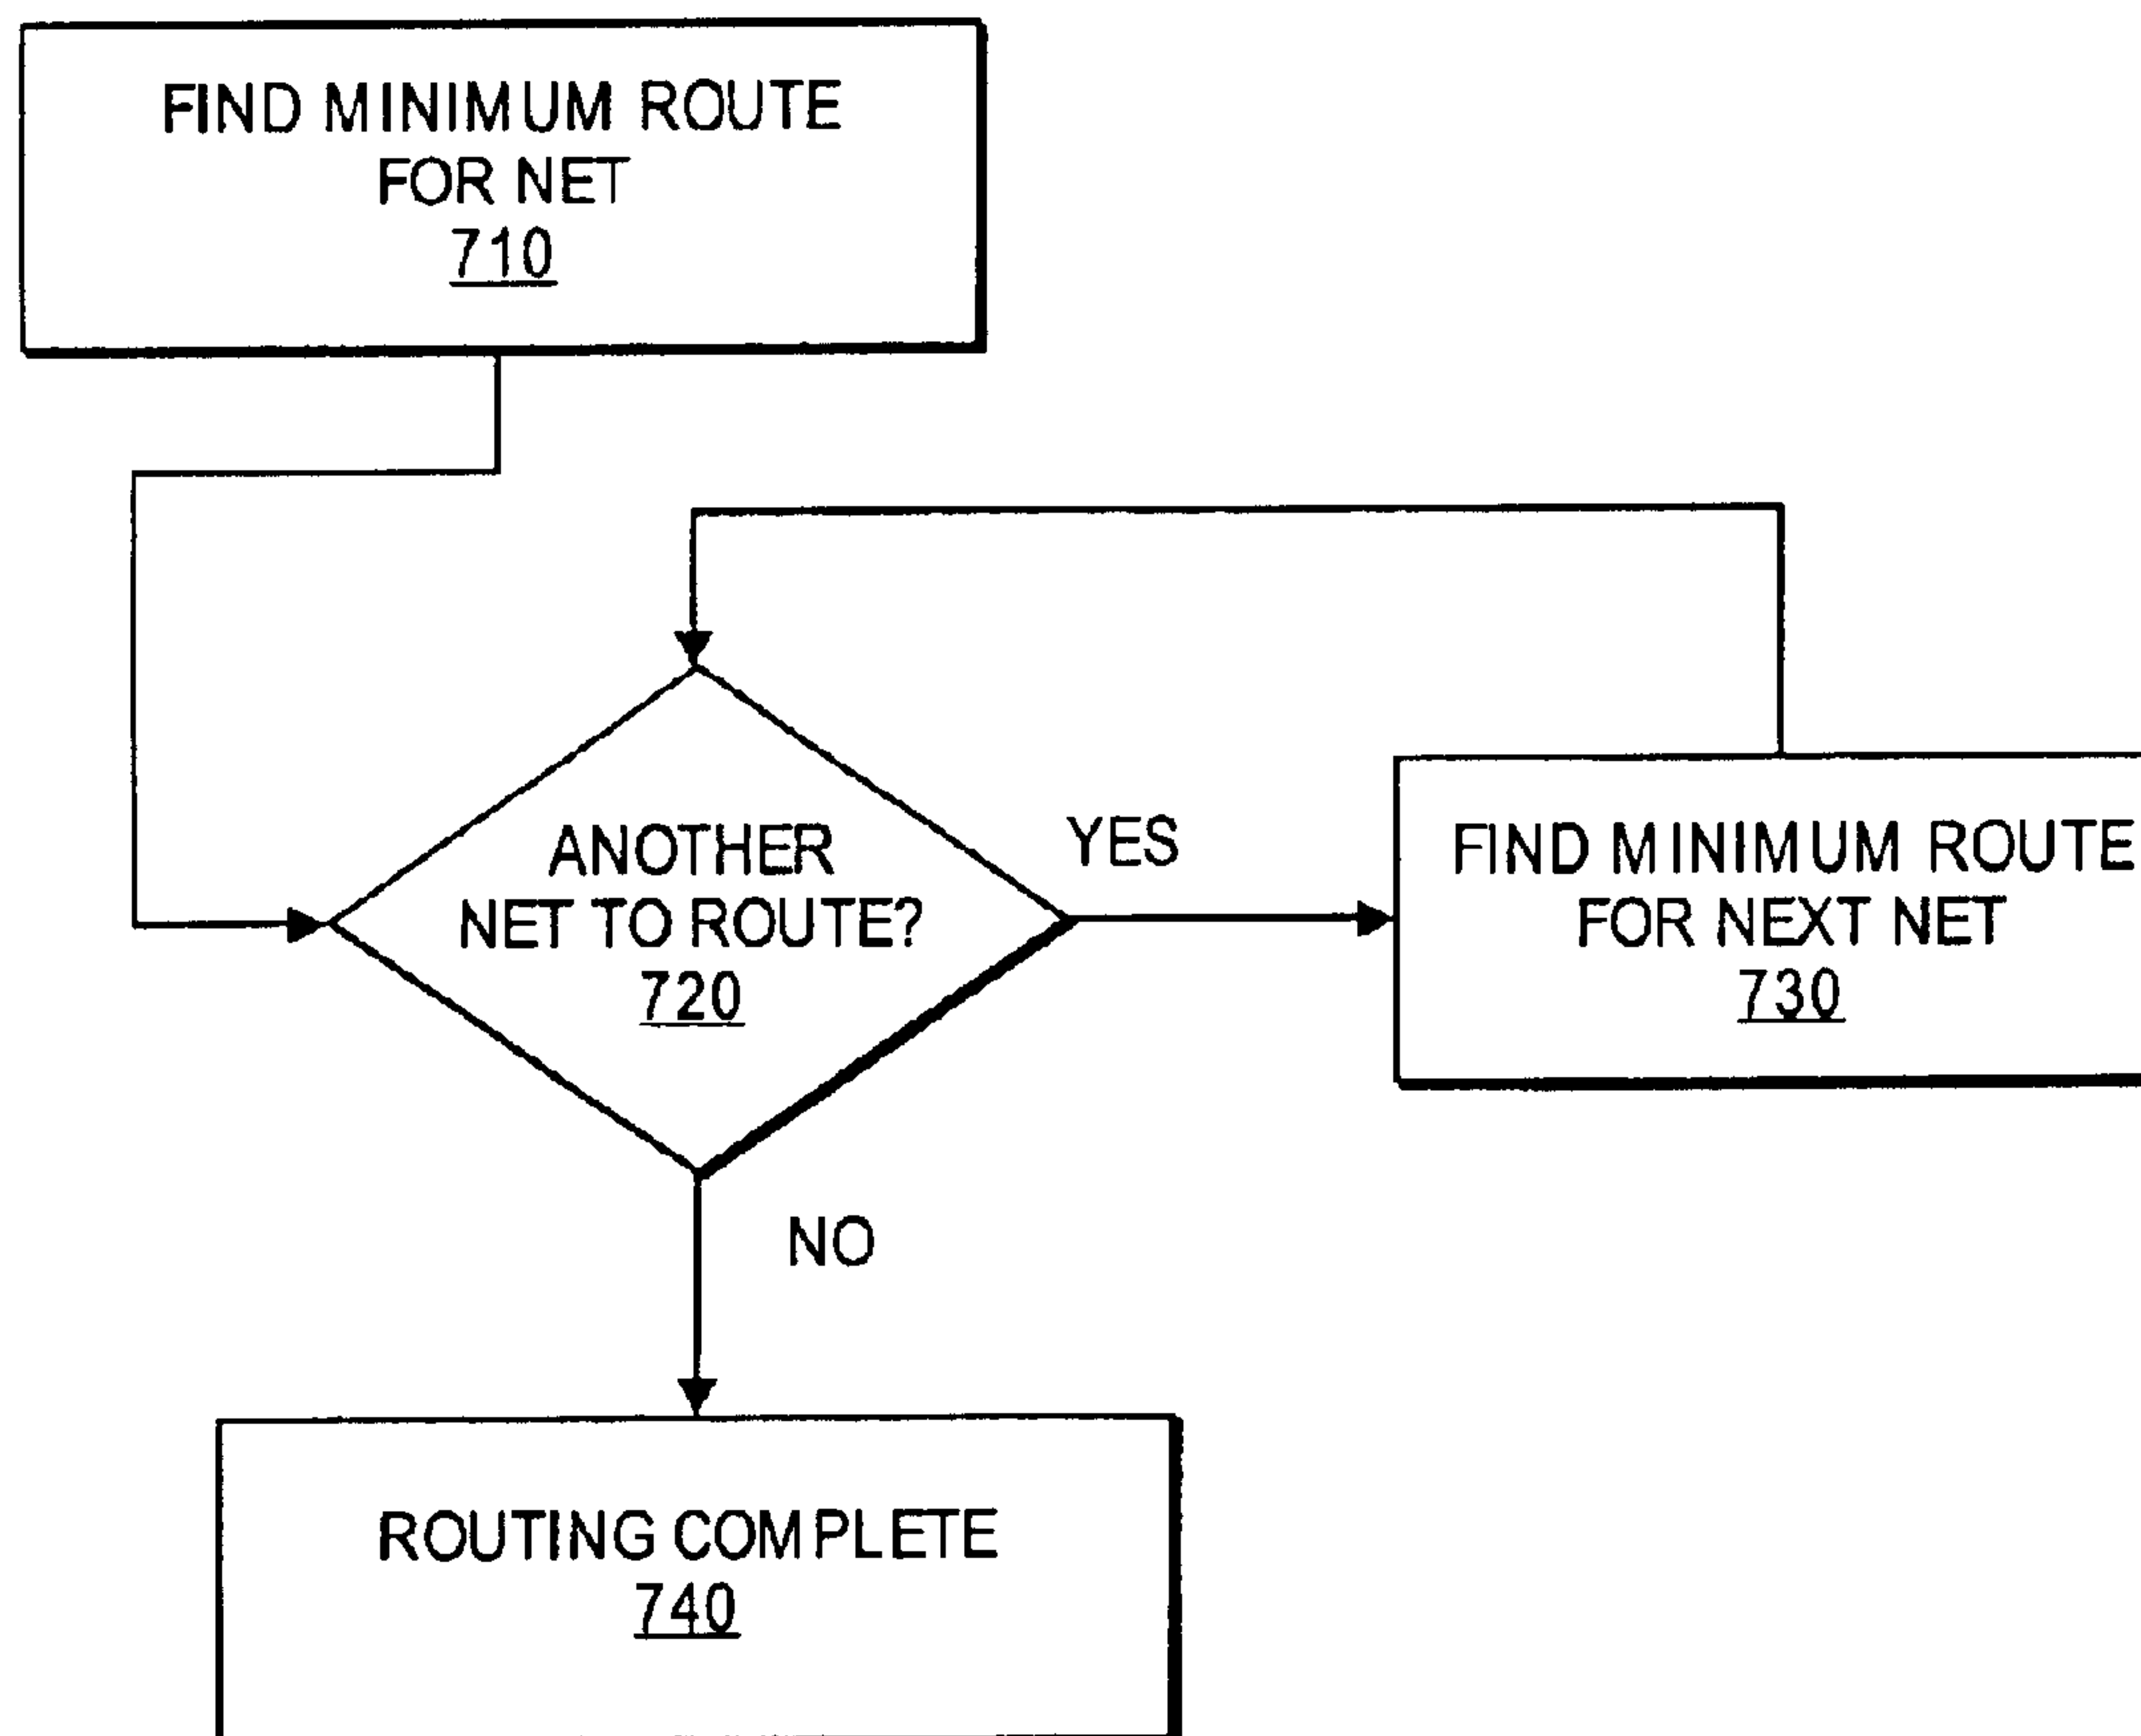 FIND MINIMUM ROUTE
FOR NET
710
ANOTHER
NET TO ROUTE?
720
YES
FIND MINIMUM ROUTE
FOR NEXT NET
730
NO
ROUTING COMPLETE
740